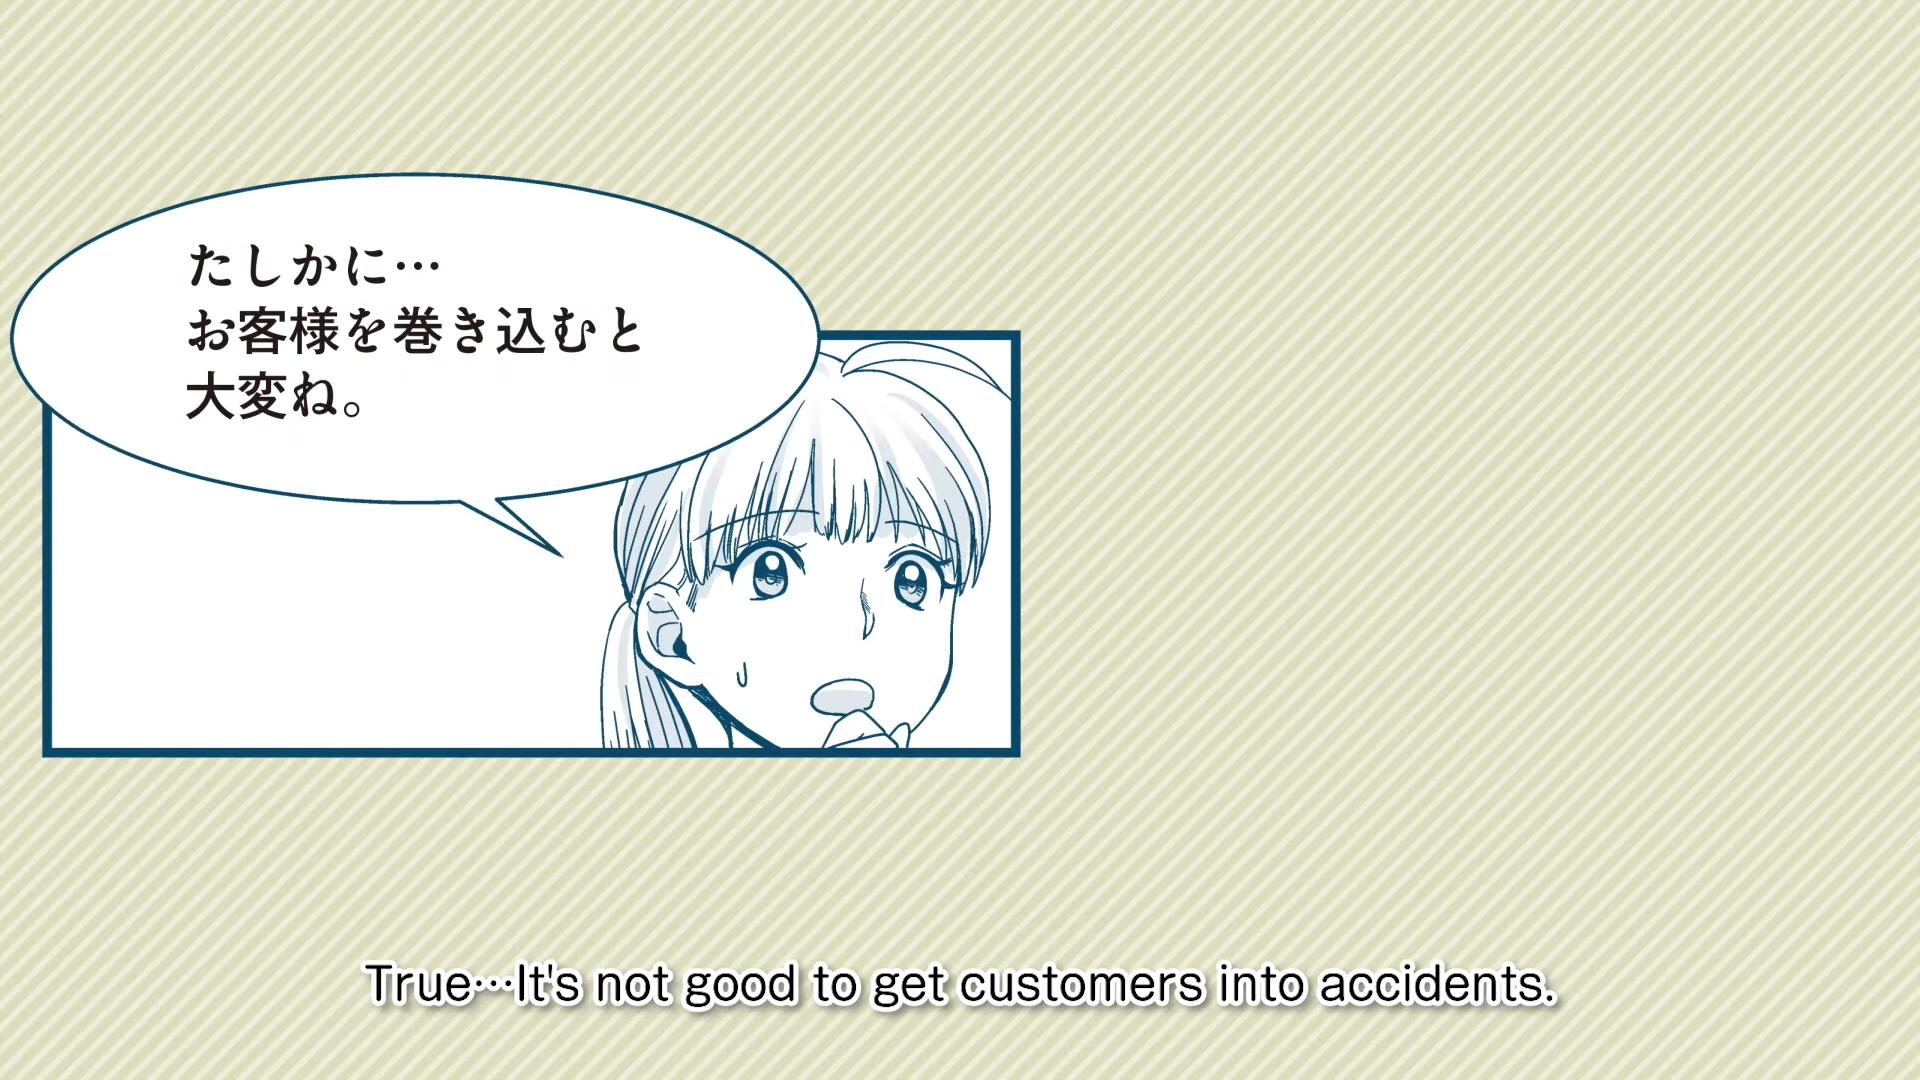 たしかに…
お客様を巻き込むと
大変ね。
True…It's not good to get customers into accidents.